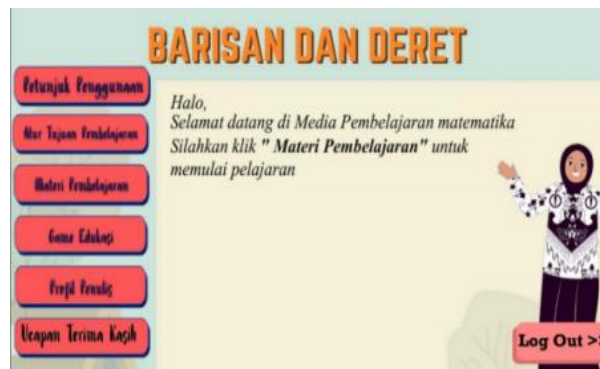 BARISAN DAN DERET
Petunjuk Penggunaan
Alur Tujuan Pembelajaran
Materi Pembelajaran
Game Edukasi
Profil Penulis
Ucapan Terima Kasih
Halo,
Selamat datang di Media Pembelajaran matematika
Silahkan klik " Materi Pembelajaran" untuk
memulai pelajaran
Log Out >